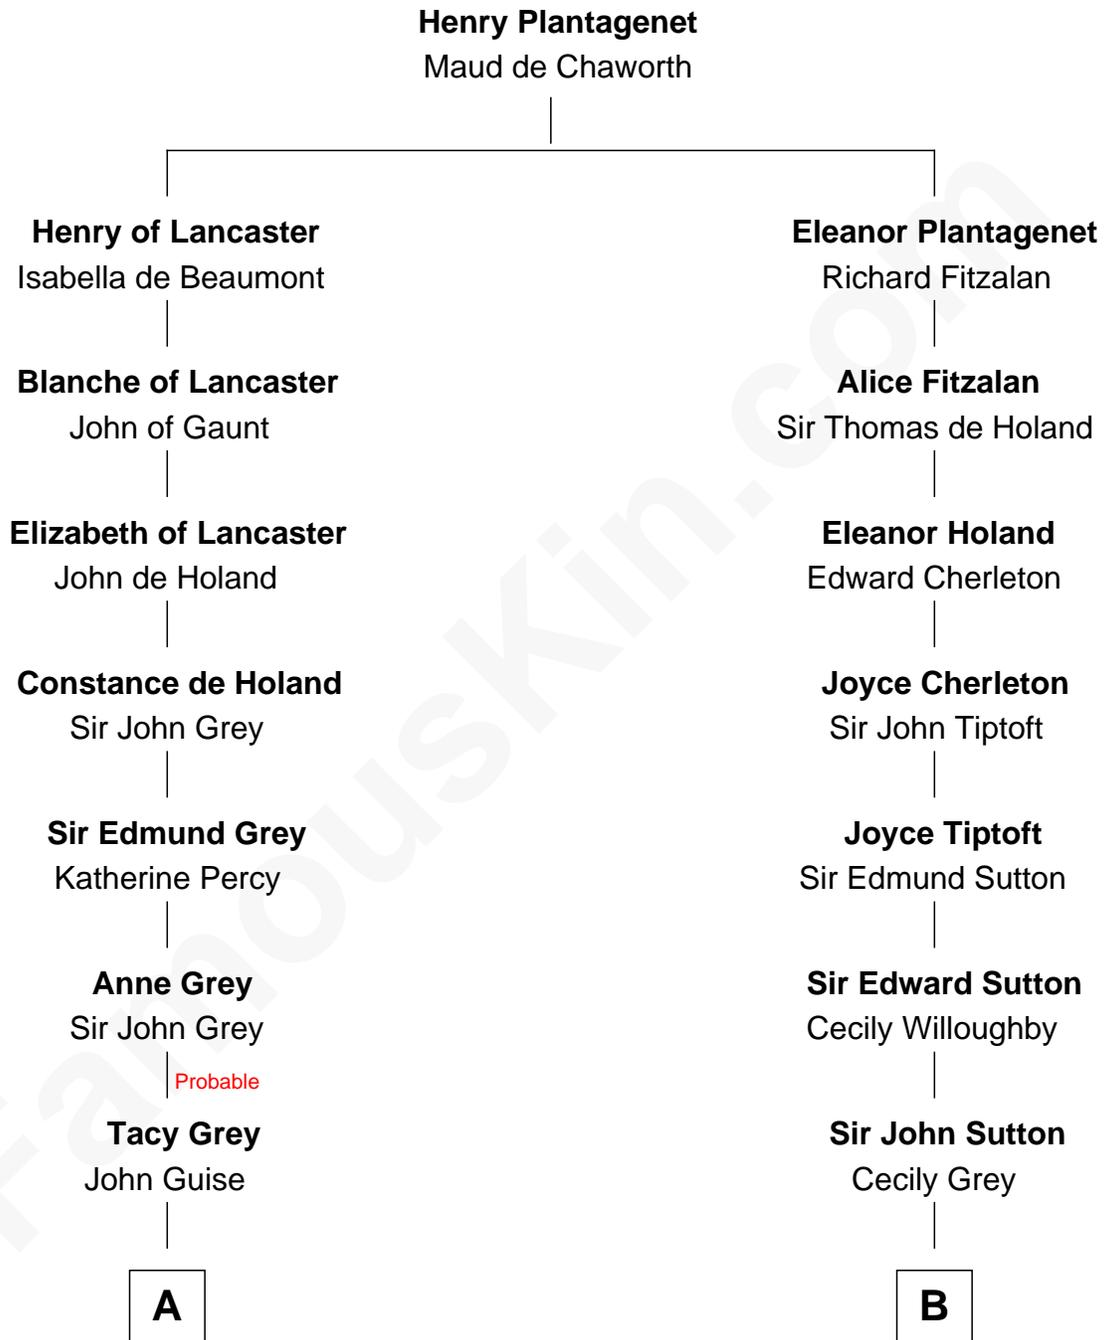 Henry Plantagenet
Maud de Chaworth
Henry of Lancaster
Isabella de Beaumont
Eleanor Plantagenet
Richard Fitzalan
Blanche of Lancaster
John of Gaunt
Alice Fitzalan
Sir Thomas de Holand
Elizabeth of Lancaster
John de Holand
Eleanor Holand
Edward Cherleton
Constance de Holand
Sir John Grey
Joyce Cherleton
Sir John Tiptoft
Sir Edmund Grey
Katherine Percy
Joyce Tiptoft
Sir Edmund Sutton
Anne Grey
Sir John Grey
Sir Edward Sutton
Cecily Willoughby
Probable
Tacy Grey
John Guise
Sir John Sutton
Cecily Grey
A
B
FamousKin.com